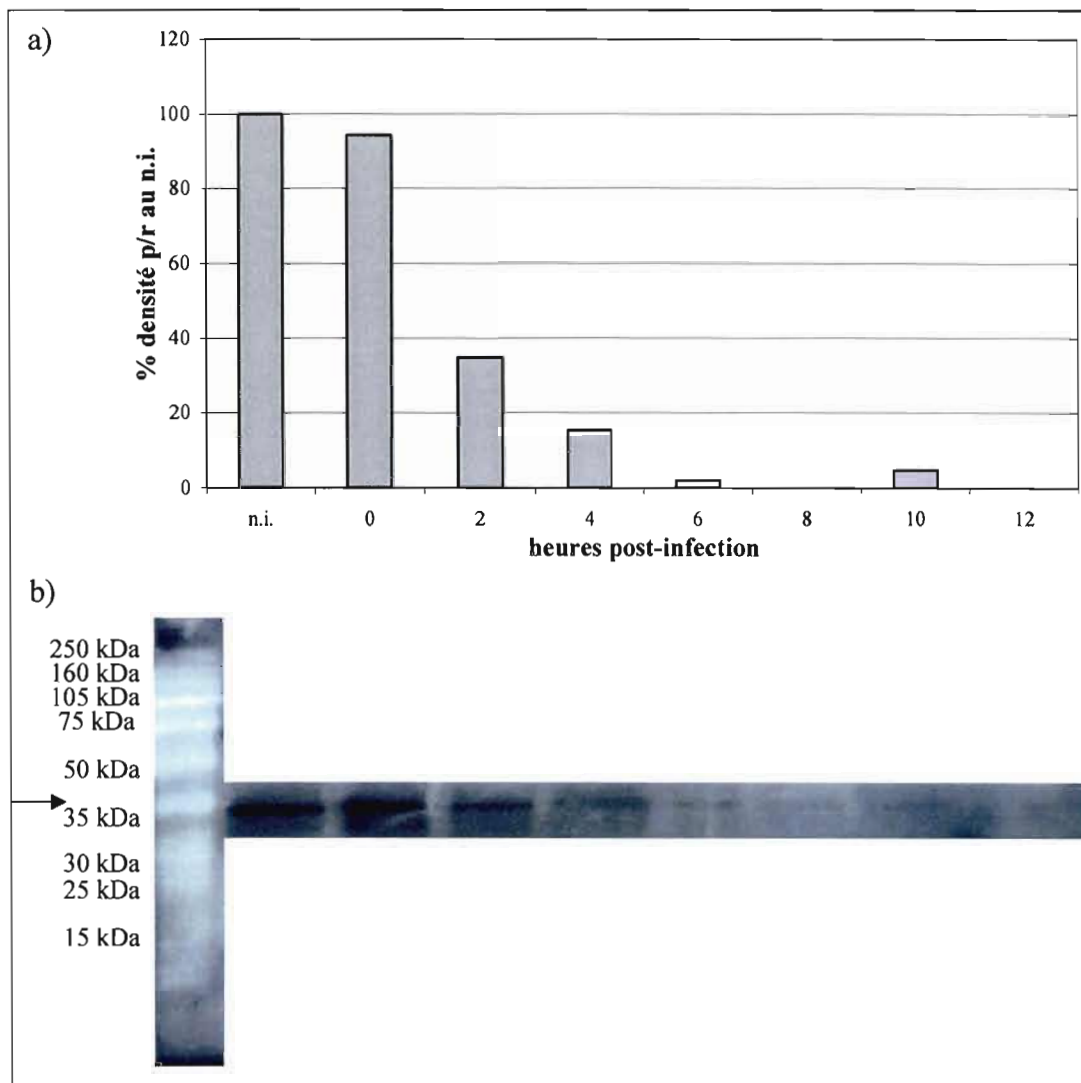 a)
120
100
80
60
40
20
0
% densité p/r au n.i.
n.i. 0 2 4 6 8 10 12
heures post-infection
b)
250 kDa
160 kDa
105 kDa
75 kDa
50 kDa
35 kDa
30 kDa
25 kDa
15 kDa